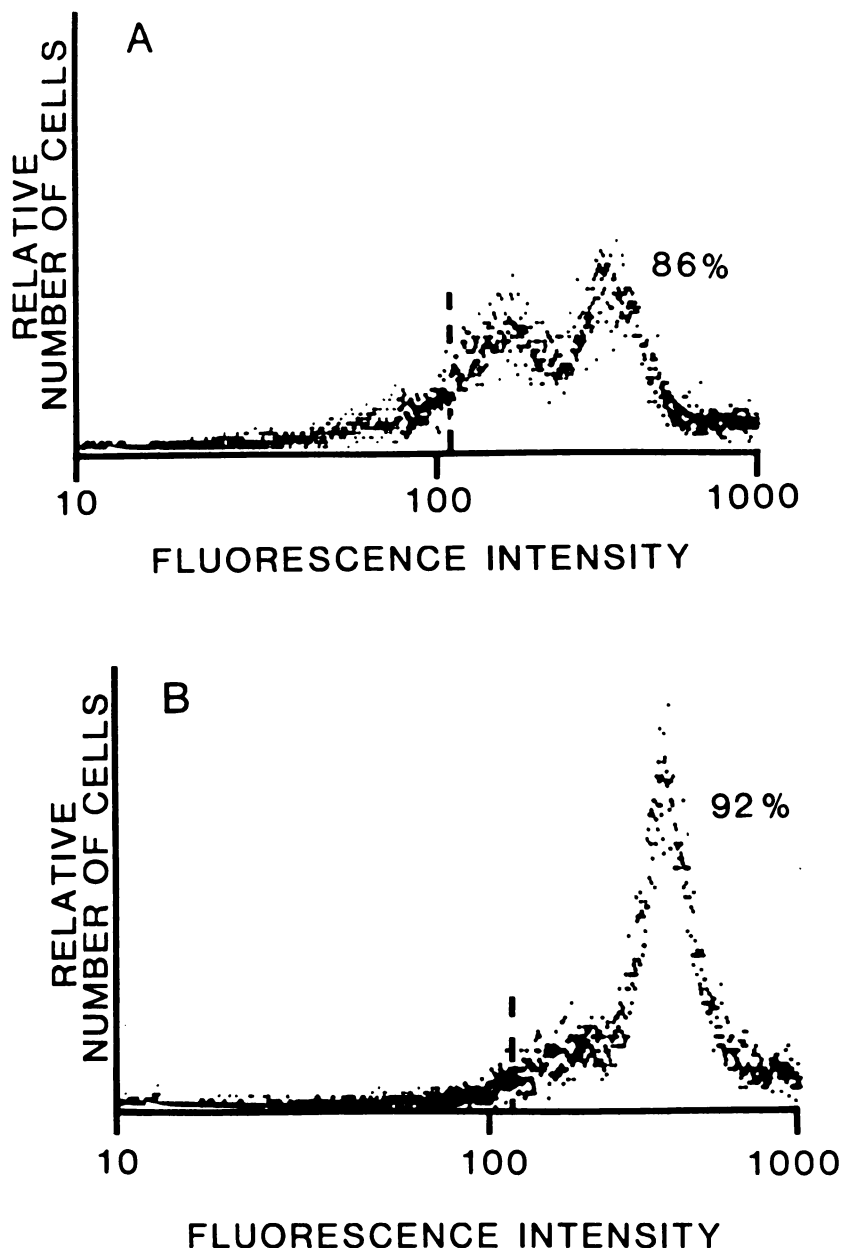 A
RELATIVE
NUMBER OF CELLS
86%
10 100 1000
FLUORESCENCE INTENSITY
B
RELATIVE
NUMBER OF CELLS
92%
10 100 1000
FLUORESCENCE INTENSITY